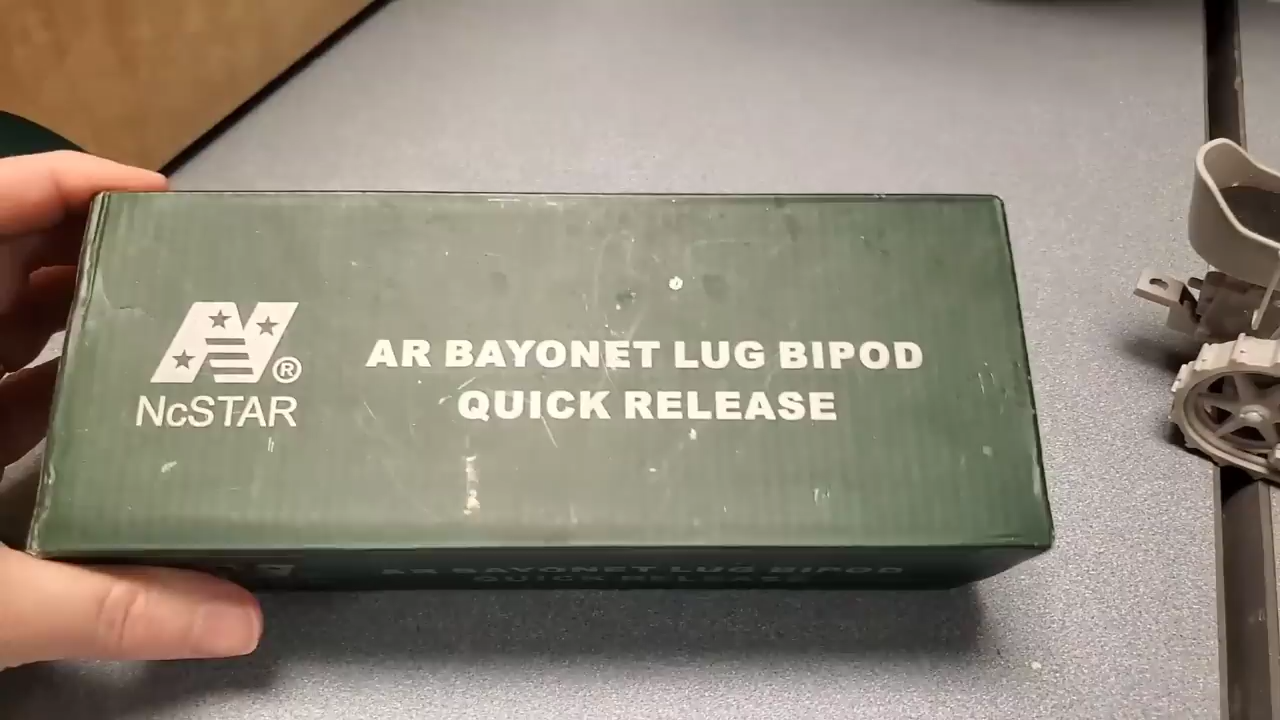 NcSTAR®
AR BAYONET LUG BIPOD
QUICK RELEASE
AR BAYONET LUG BIPOD
QUICK RELEASE